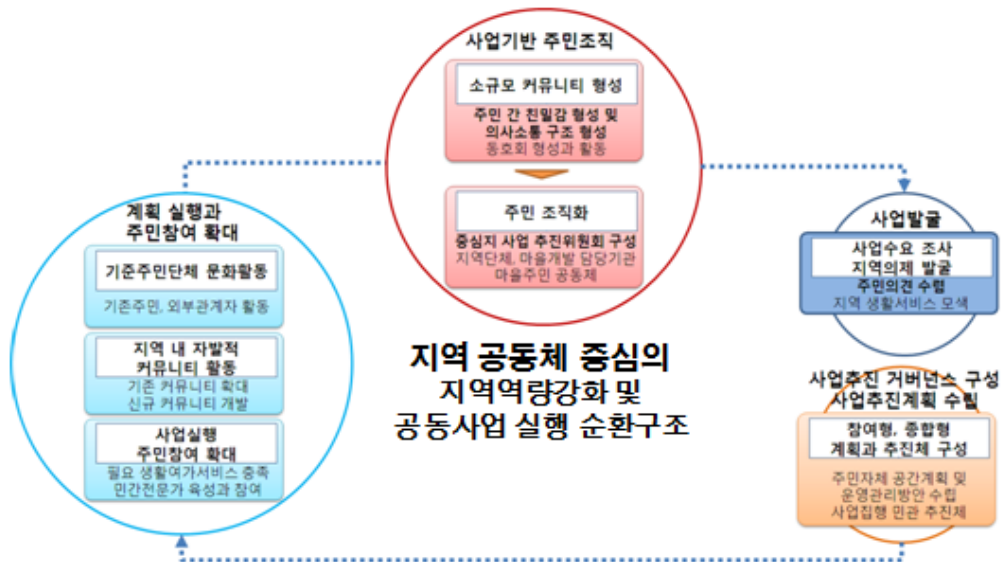 사업기반 주민조직
소규모 커뮤니티 형성
주민 간 친밀감 형성 및
의사소통 구조 형성
동호회 형성과 활동
주민 조직화
중심지 사업 추진위원회 구성
지역단체, 마을개발 담당기관
마을주민 공동체
사업발굴
사업수요 조사
지역의제 발굴
주민의견 수렴
지역 생활서비스 모색
사업추진 거버넌스 구성
사업추진계획 수립
참여형, 종합형
계획과 추진체 구성
주민자체 공간계획 및
운영관리방안 수립
사업집행 민관 추진체
계획 실행과
주민참여 확대
기준주민단체 문화활동
기존주민, 외부관계자 활동
지역 내 자발적
커뮤니티 활동
기존 커뮤니티 확대
신규 커뮤니티 개발
사업실행
주민참여 확대
필요 생활여가서비스 충족
민간전문가 육성과 참여
지역 공동체 중심의
지역역량강화 및
공동사업 실행 순환구조